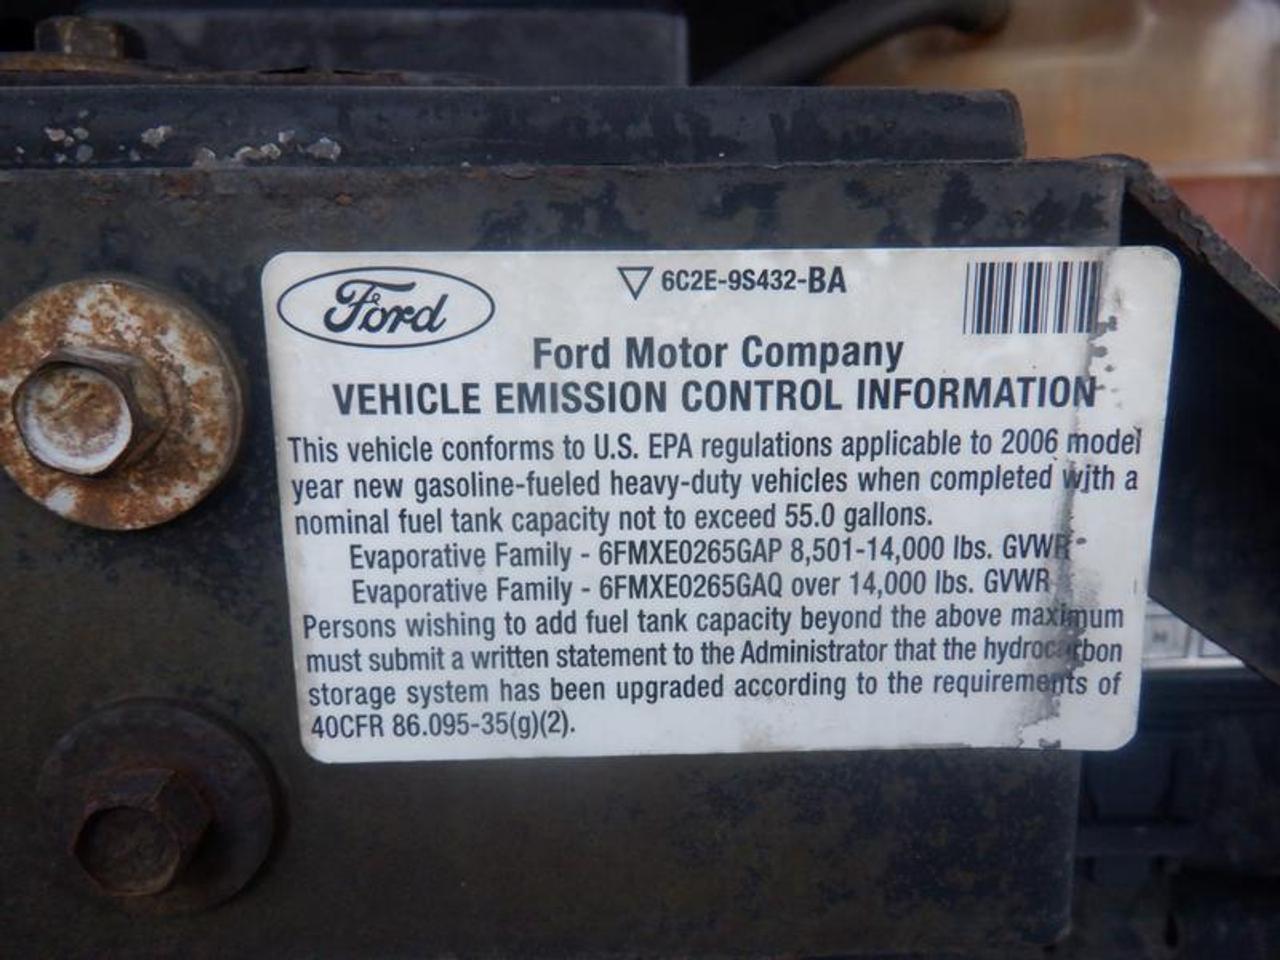 Ford
6C2E-9S432-BA
Ford Motor Company
VEHICLE EMISSION CONTROL INFORMATION
This vehicle conforms to U.S. EPA regulations applicable to 2006 model
year new gasoline-fueled heavy-duty vehicles when completed with a
nominal fuel tank capacity not to exceed 55.0 gallons.
Evaporative Family - 6FMXE0265GAP 8,501-14,000 lbs. GVWR
Evaporative Family - 6FMXE0265GAQ over 14,000 lbs. GVWR
Persons wishing to add fuel tank capacity beyond the above maximum
must submit a written statement to the Administrator that the hydrocarbon
storage system has been upgraded according to the requirements of
40CFR 86.095-35(g)(2).